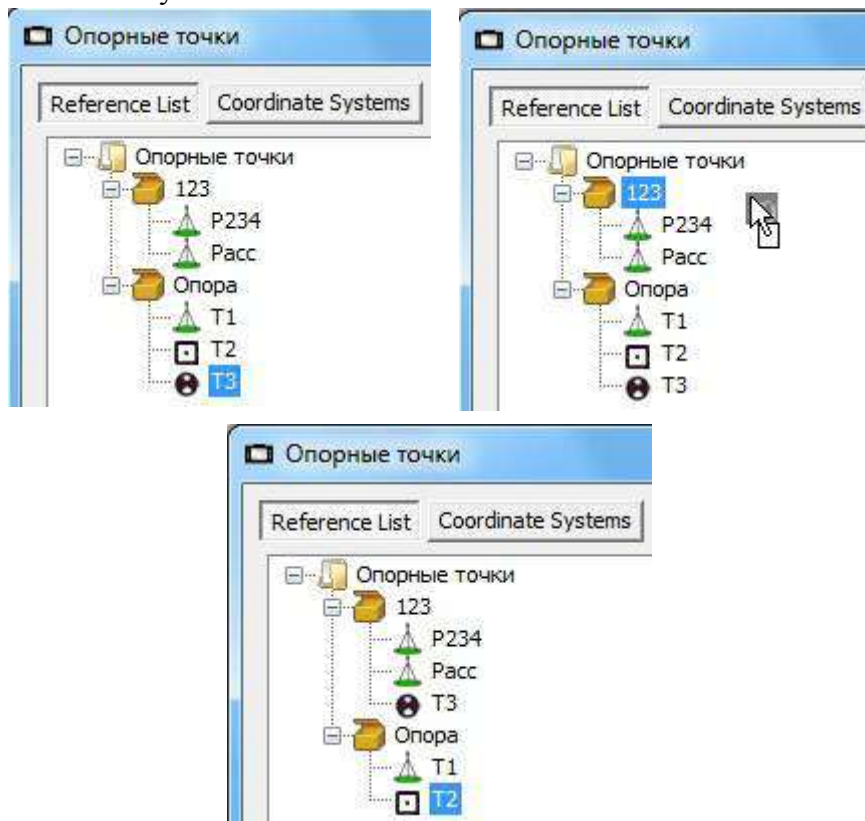 Опорные точки
Reference List Coordinate Systems
Опорные точки
123
P234
Расс
Опора
T1
T2
T3
Опорные точки
Reference List Coordinate Systems
Опорные точки
123
P234
Расс
Опора
T1
T2
T3
Опорные точки
Reference List Coordinate Systems
Опорные точки
123
P234
Расс
T3
Опора
T1
T2